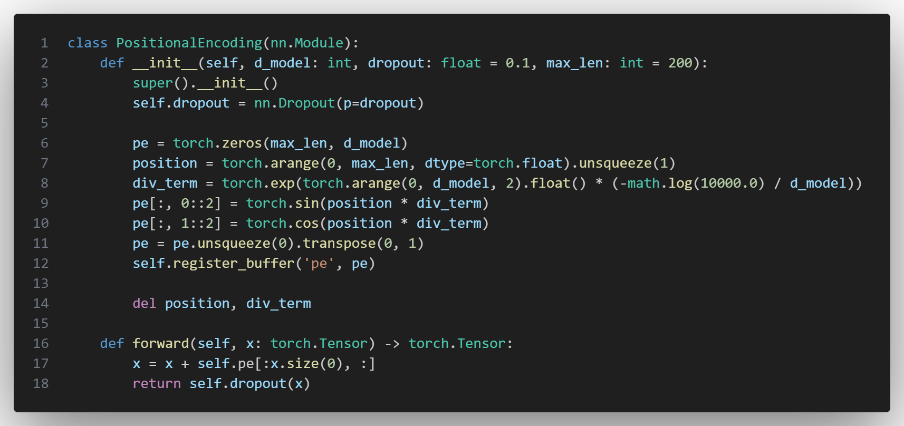 1 class PositionalEncoding(nn.Module):
2     def __init__(self, d_model: int, dropout: float = 0.1, max_len: int = 200):
3         super().__init__()
4         self.dropout = nn.Dropout(p=dropout)
5
6         pe = torch.zeros(max_len, d_model)
7         position = torch.arange(0, max_len, dtype=torch.float).unsqueeze(1)
8         div_term = torch.exp(torch.arange(0, d_model, 2).float() * (-math.log(10000.0) / d_model))
9         pe[:, 0::2] = torch.sin(position * div_term)
10         pe[:, 1::2] = torch.cos(position * div_term)
11         pe = pe.unsqueeze(0).transpose(0, 1)
12         self.register_buffer('pe', pe)
13
14         del position, div_term
15
16     def forward(self, x: torch.Tensor) -> torch.Tensor:
17         x = x + self.pe[:x.size(0), :]
18         return self.dropout(x)